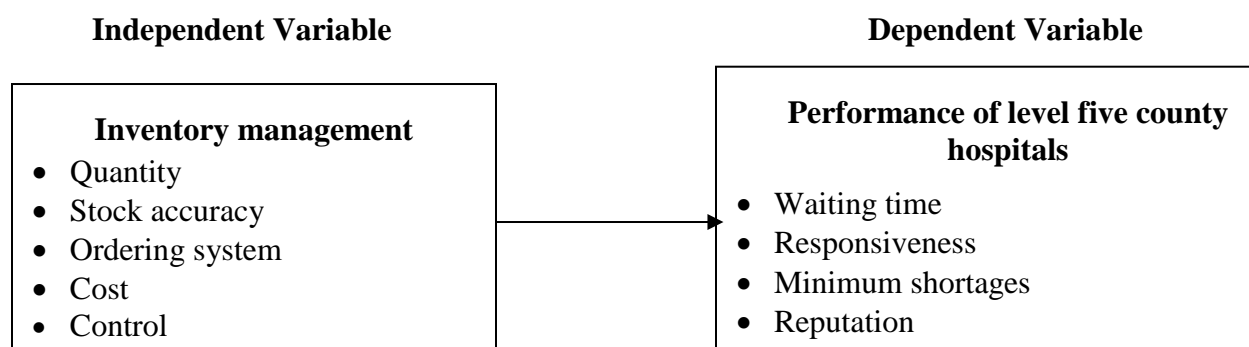 Independent Variable
Dependent Variable
Inventory management
• Quantity
• Stock accuracy
• Ordering system
• Cost
• Control
Performance of level five county
hospitals
• Waiting time
• Responsiveness
• Minimum shortages
• Reputation